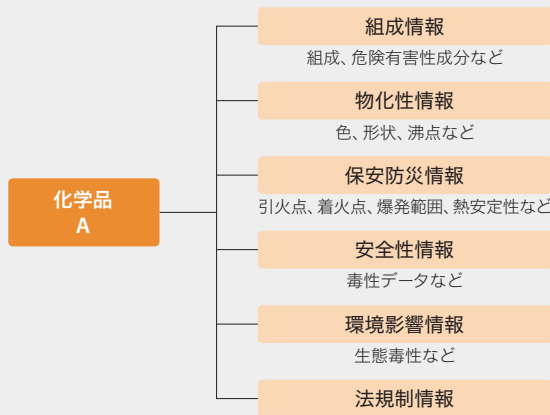 組成情報
組成、危険有害性成分など
物化性情報
色、形状、沸点など
保安防災情報
引火点、着火点、爆発範囲、熱安定性など
化学品
A
安全性情報
毒性データなど
環境影響情報
生態毒性など
法規制情報